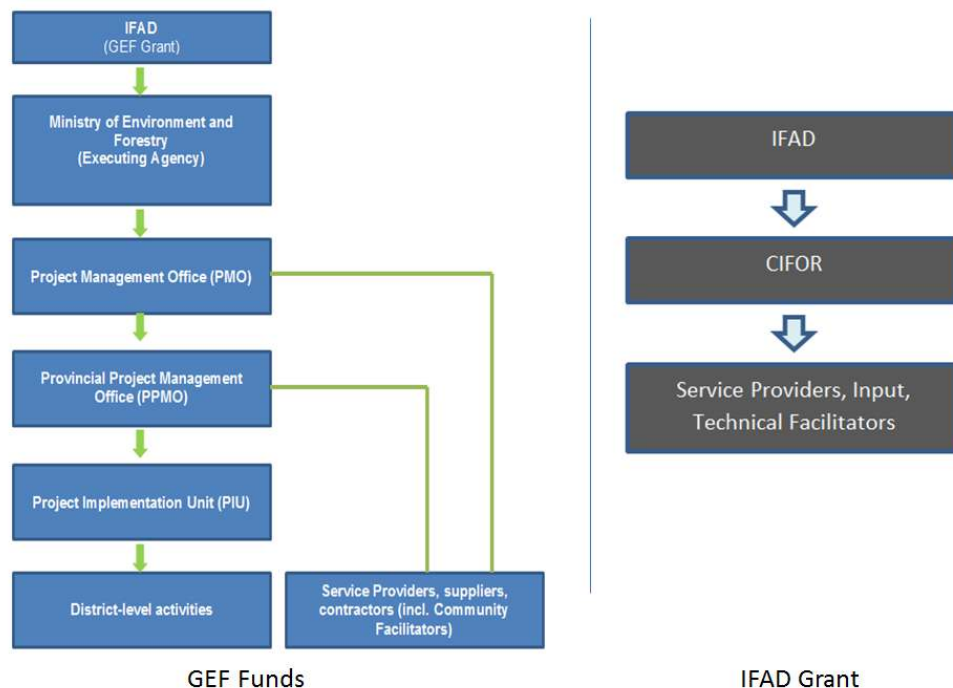 IFAD
(GEF Grant)
Ministry of Environment and
Forestry
(Executing Agency)
Project Management Office (PMO)
Provincial Project Management
Office (PPMO)
Project Implementation Unit (PIU)
District-level activities
Service Providers, suppliers,
contractors (incl. Community
Facilitators)
GEF Funds
IFAD
CIFOR
Service Providers, Input,
Technical Facilitators
IFAD Grant